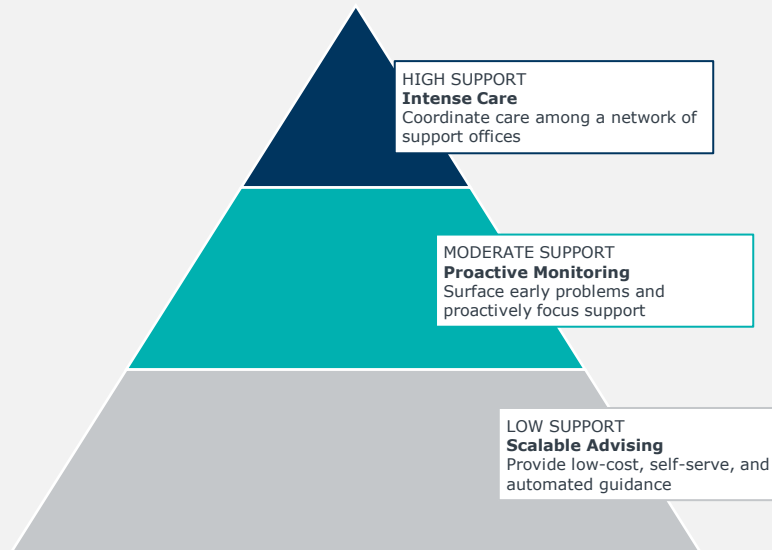 HIGH SUPPORT
Intense Care
Coordinate care among a network of
support offices
MODERATE SUPPORT
Proactive Monitoring
Surface early problems and
proactively focus support
LOW SUPPORT
Scalable Advising
Provide low-cost, self-serve, and
automated guidance